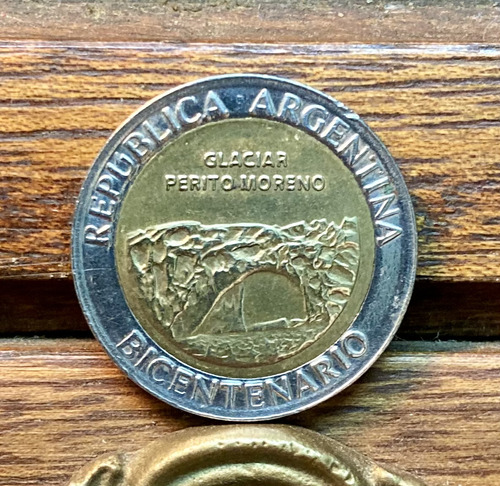 REPUBLICA ARGENTINA
GLACIAR
PERITO MORENO
BICENTENARIO